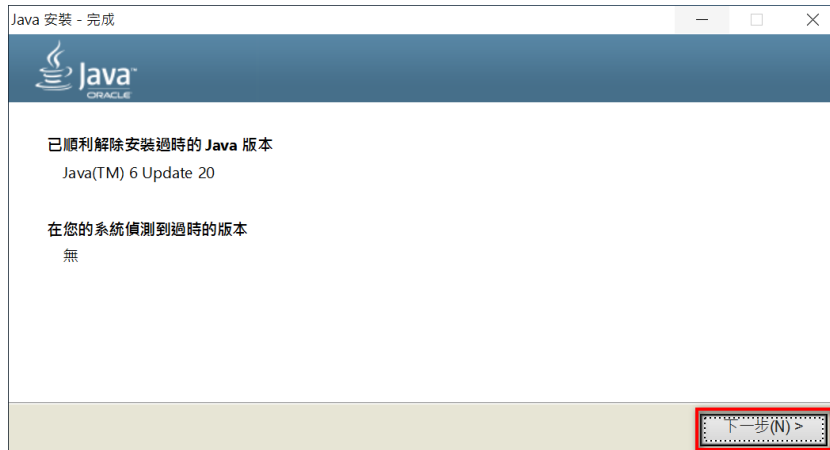 Java 安裝 - 完成
Java™
ORACLE
已順利解除安裝過時的 Java 版本
Java(TM) 6 Update 20
在您的系統偵測到過時的版本
無
下一步(N) >